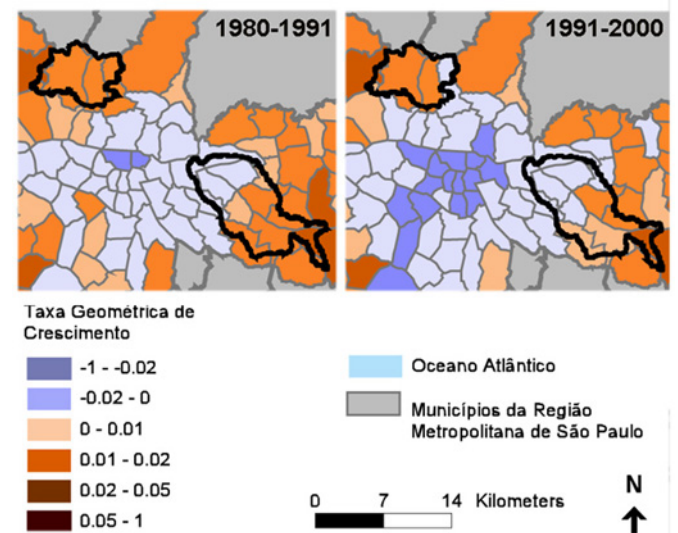 1980-1991
1991-2000
Taxa Geométrica de
Crescimento
-1 - -0.02
-0.02 - 0
0 - 0.01
0.01 - 0.02
0.02 - 0.05
0.05 - 1
Oceano Atlântico
Municípios da Região
Metropolitana de São Paulo
0 7 14 Kilometers
N